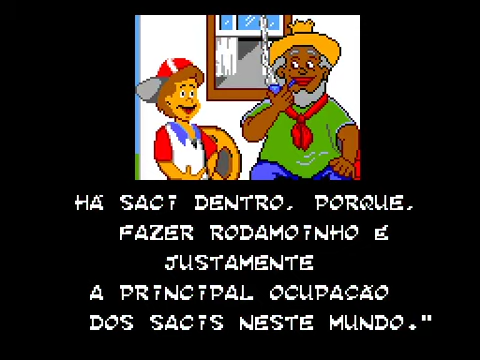 HÁ SACI DENTRO, PORQUE,
FAZER RODAMOINHO É
JUSTAMENTE
A PRINCIPAL OCUPAÇÃO
DOS SACIS NESTE MUNDO."